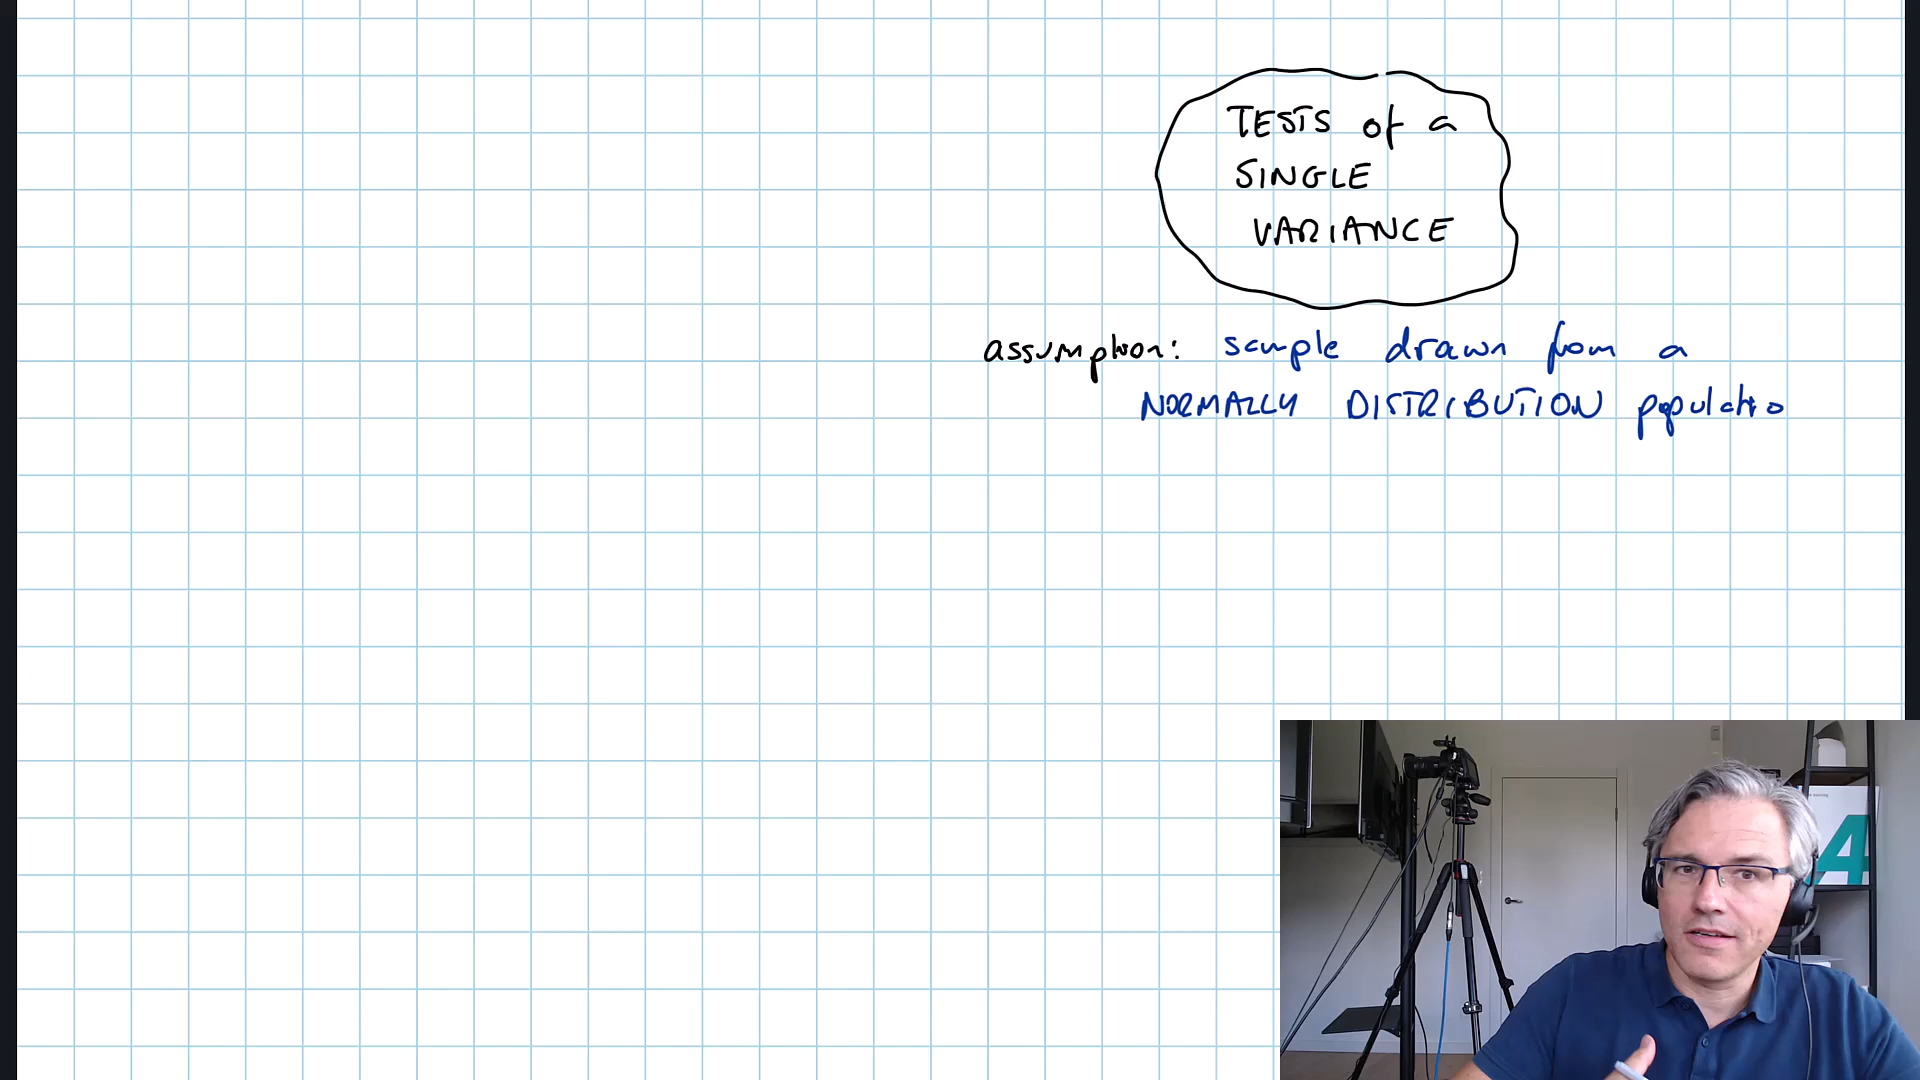 TESTS of a
SINGLE
VARIANCE
assumption: sample drawn from a
NORMALLY DISTRIBUTION populatio